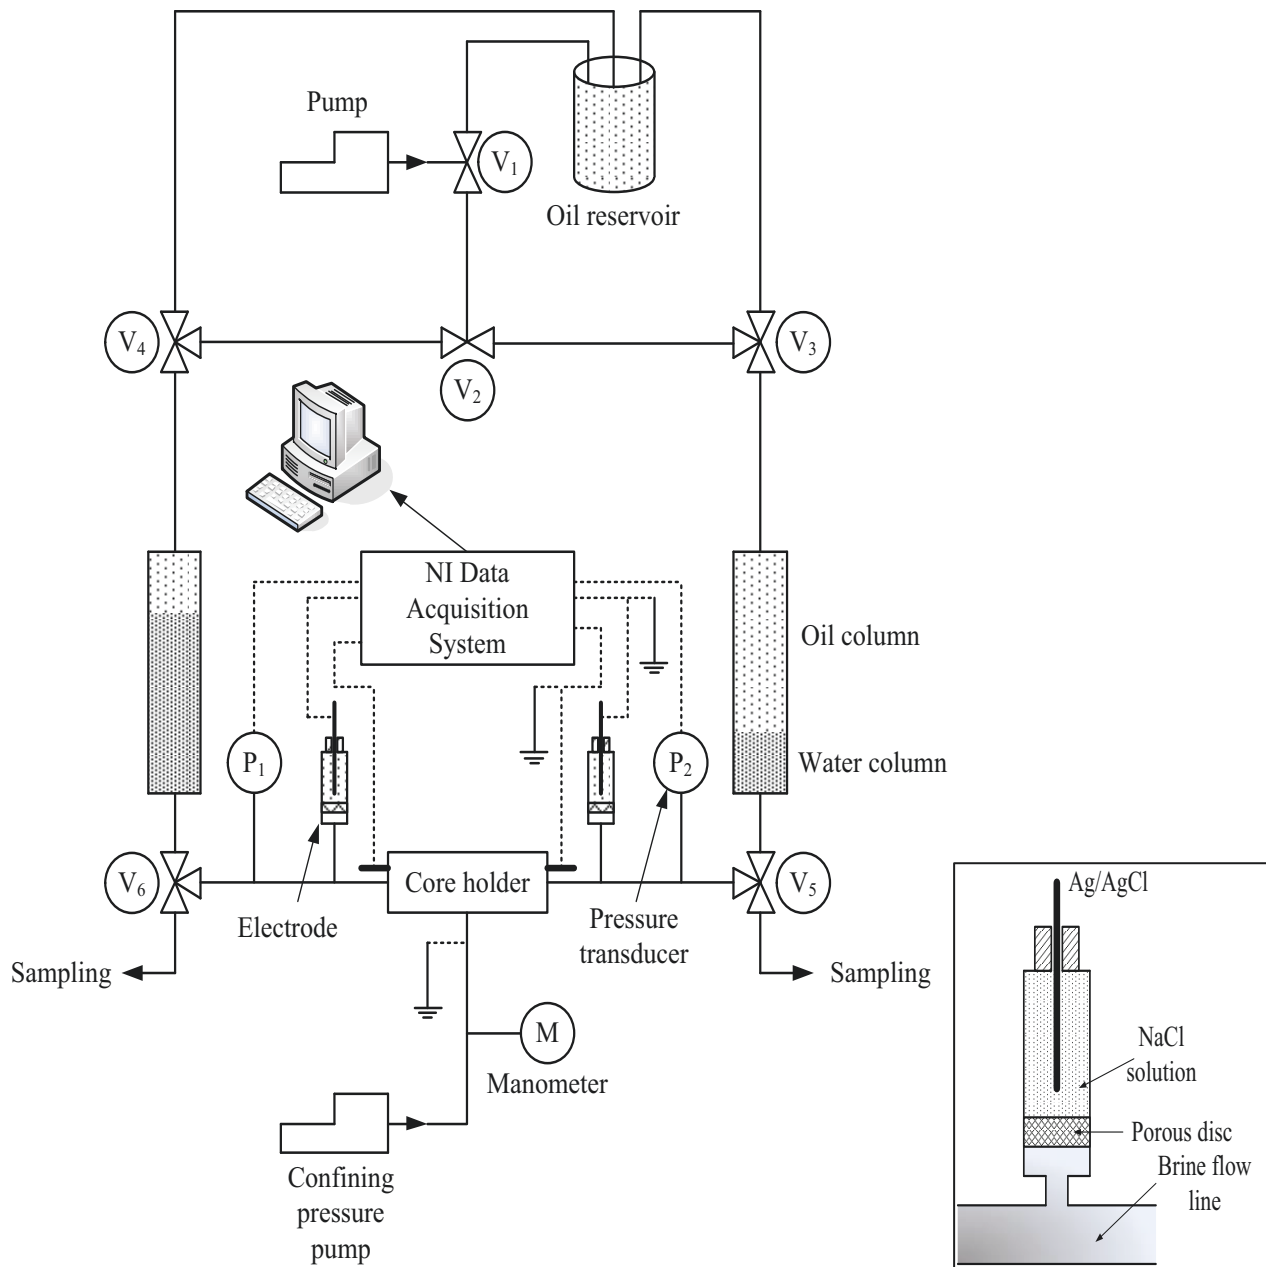 Pump
V1
Oil reservoir
V4
V3
V2
NI Data
Acquisition
System
Oil column
P1
P2
Water column
V6
Core holder
V5
Electrode
Pressure
transducer
Sampling
Sampling
M
Manometer
Confining
pressure
pump
Ag/AgCl
NaCl
solution
Porous disc
Brine flow
line